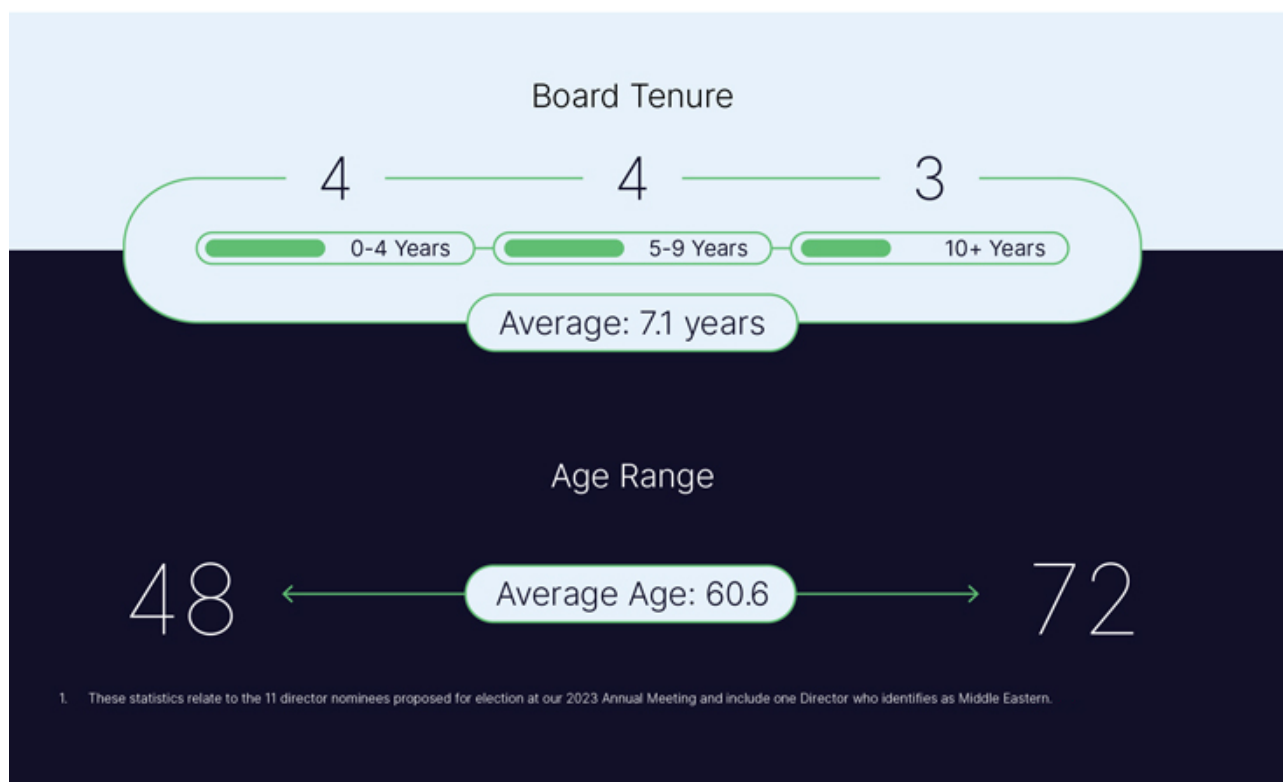 Board Tenure
4 4 3
0-4 Years 5-9 Years 10+ Years
Average: 7.1 years
Age Range
48 Average Age: 60.6 72
1. These statistics relate to the 11 director nominees proposed for election at our 2023 Annual Meeting and include one Director who identifies as Middle Eastern.